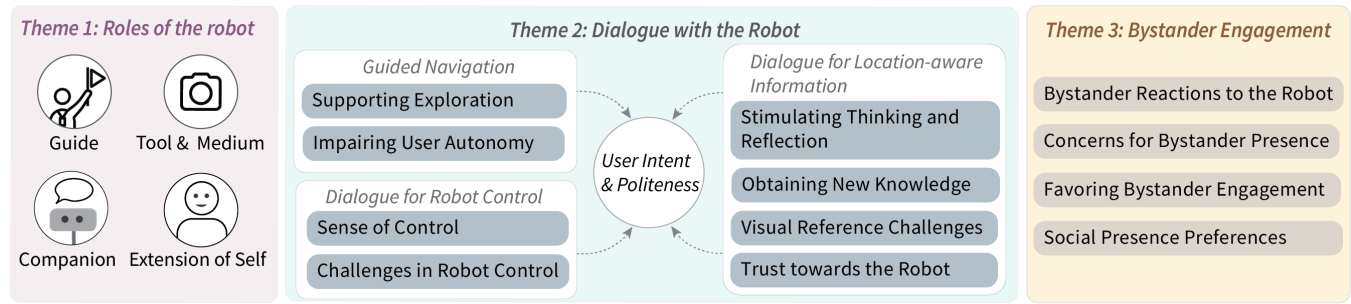 Theme 1: Roles of the robot
Guide
Tool & Medium
Companion
Extension of Self
Theme 2: Dialogue with the Robot
Guided Navigation
Supporting Exploration
Impairing User Autonomy
Dialogue for Robot Control
Sense of Control
Challenges in Robot Control
User Intent
& Politeness
Dialogue for Location-aware
Information
Stimulating Thinking and
Reflection
Obtaining New Knowledge
Visual Reference Challenges
Trust towards the Robot
Theme 3: Bystander Engagement
Bystander Reactions to the Robot
Concerns for Bystander Presence
Favoring Bystander Engagement
Social Presence Preferences